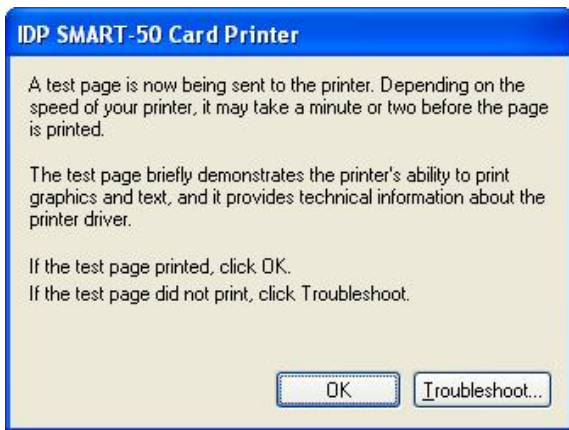 IDP SMART-50 Card Printer
A test page is now being sent to the printer. Depending on the
speed of your printer, it may take a minute or two before the page
is printed.
The test page briefly demonstrates the printer's ability to print
graphics and text, and it provides technical information about the
printer driver.
If the test page printed, click OK.
If the test page did not print, click Troubleshoot.
OK
Troubleshoot...